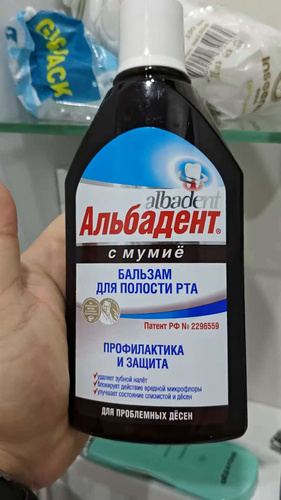 G-PACK
albadent
Альбадент®
с мумиё
БАЛЬЗАМ
ДЛЯ ПОЛОСТИ РТА
Патент РФ № 2296559
ПРОФИЛАКТИКА
И ЗАЩИТА
удаляет зубной налёт
блокирует действие вредной микрофлоры
улучшает состояние слизистой и дёсен
ДЛЯ ПРОБЛЕМНЫХ ДЁСЕН